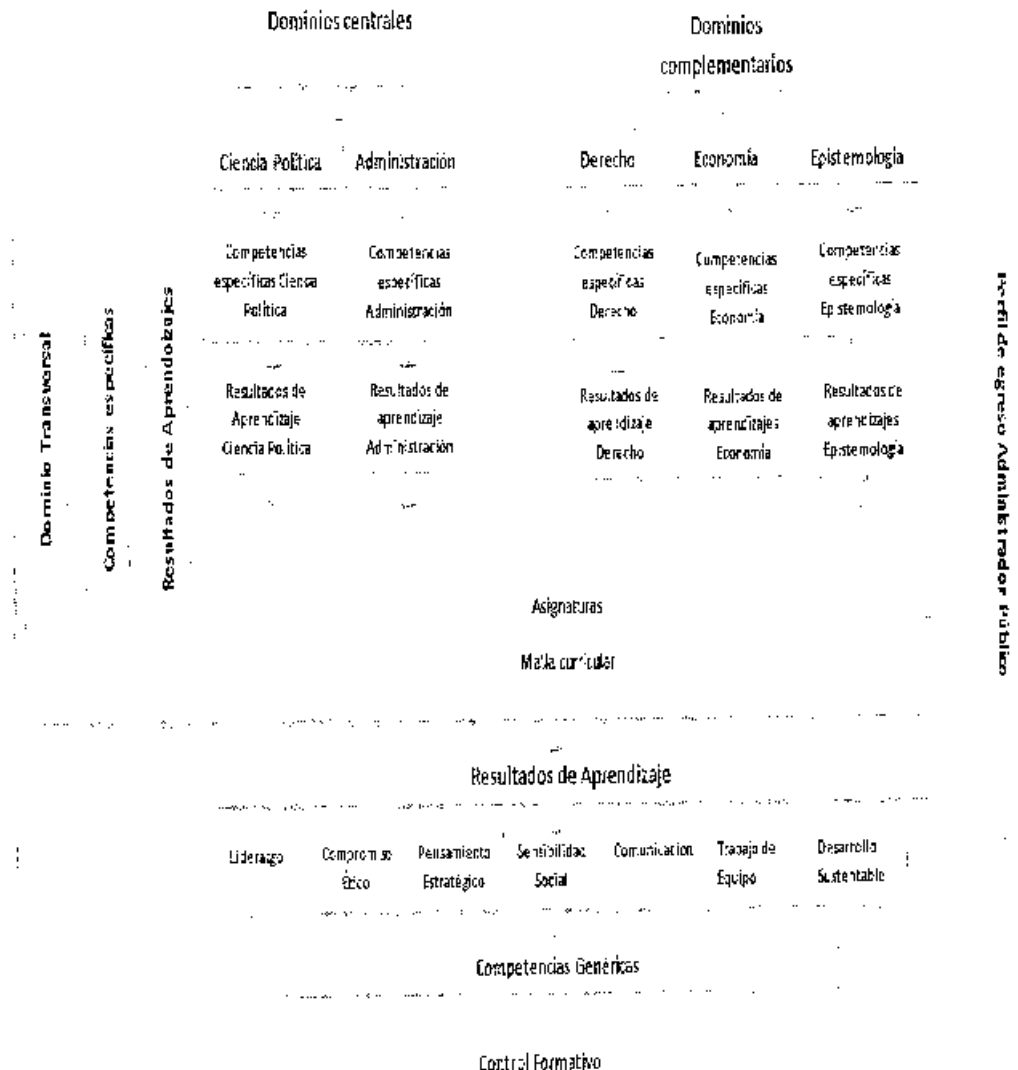 Dominios centrales
Dominios
complementarios
Ciencia Política
Administración
Derecho
Economía
Epistemología
Competencias
específicas Ciencia
Política
Competencias
específicas
Administración
Competencias
específicas
Derecho
Competencias
específicas
Economía
Competencias
específicas
Epistemología
Resultados de
Aprendizaje
Ciencia Política
Resultados de
aprendizaje
Administración
Resultados de
aprendizaje
Derecho
Resultados de
aprendizajes
Economía
Resultados de
aprendizajes
Epistemología
Dominio Transversal
Competencias específicas
Resultados de Aprendizajes
Perfil de egreso Administrador Público
Asignaturas
Malla curricular
Resultados de Aprendizaje
Liderazgo
Compromiso
Ético
Pensamiento
Estratégico
Sensibilidad
Social
Comunication
Trabajo de
Equipo
Desarrollo
Sustentable
Competencias Genéricas
Control Formativo